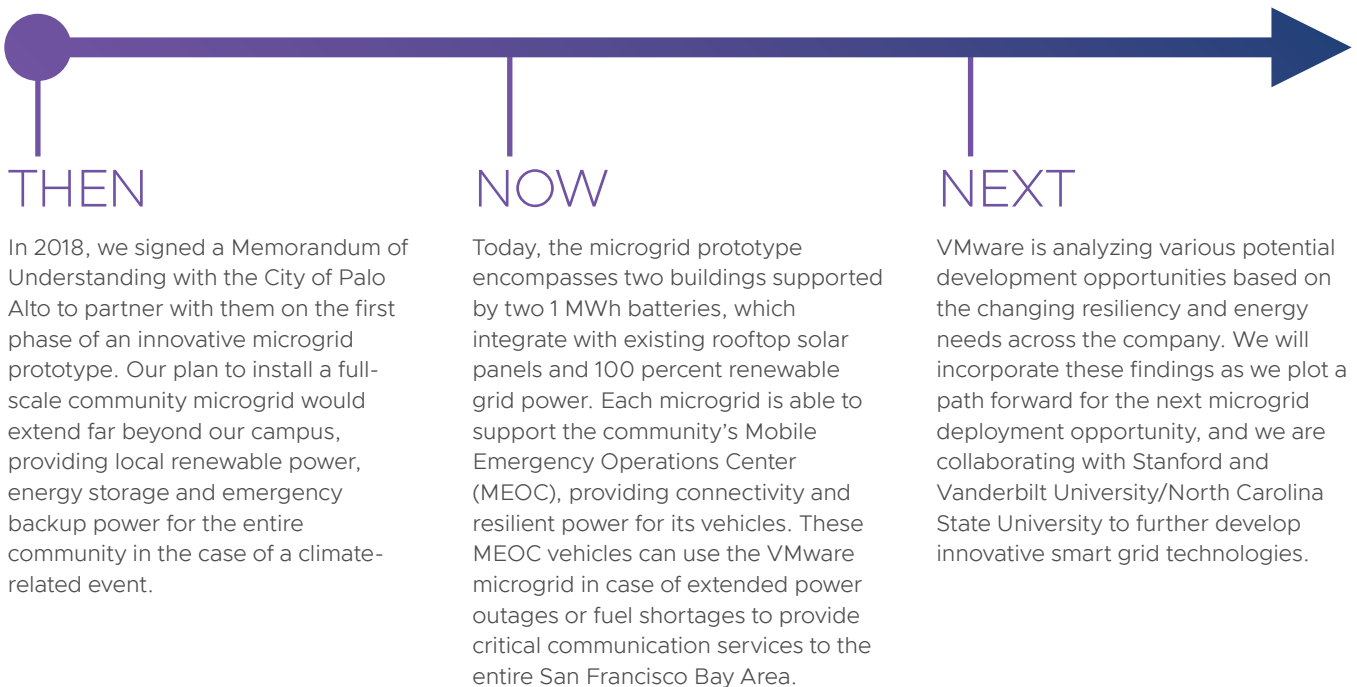 THEN
In 2018, we signed a Memorandum of
Understanding with the City of Palo
Alto to partner with them on the first
phase of an innovative microgrid
prototype. Our plan to install a full-
scale community microgrid would
extend far beyond our campus,
providing local renewable power,
energy storage and emergency
backup power for the entire
community in the case of a climate-
related event.
NOW
Today, the microgrid prototype
encompasses two buildings supported
by two 1 MWh batteries, which
integrate with existing rooftop solar
panels and 100 percent renewable
grid power. Each microgrid is able to
support the community’s Mobile
Emergency Operations Center
(MEOC), providing connectivity and
resilient power for its vehicles. These
MEOC vehicles can use the VMware
microgrid in case of extended power
outages or fuel shortages to provide
critical communication services to the
entire San Francisco Bay Area.
NEXT
VMware is analyzing various potential
development opportunities based on
the changing resiliency and energy
needs across the company. We will
incorporate these findings as we plot a
path forward for the next microgrid
deployment opportunity, and we are
collaborating with Stanford and
Vanderbilt University/North Carolina
State University to further develop
innovative smart grid technologies.